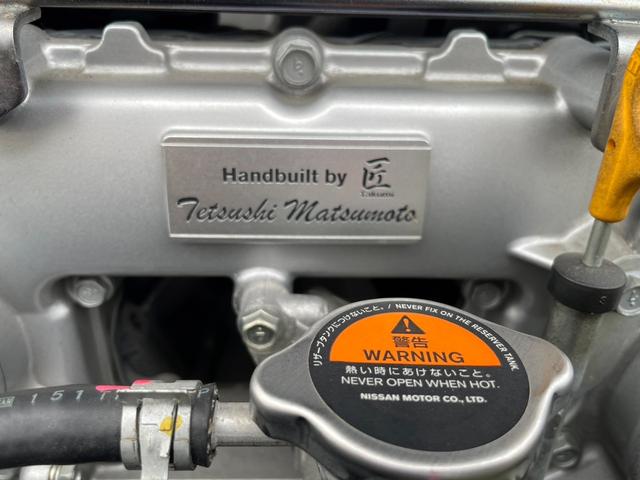 Handbuilt by 匠
Takumi
Tetsushi Matsumoto
リザーブタンクにつけないこと。/ NEVER FIX ON THE RESERVER TANK.
警告
WARNING
熱い時にあけないこと。
NEVER OPEN WHEN HOT.
NISSAN MOTOR CO., LTD.
151